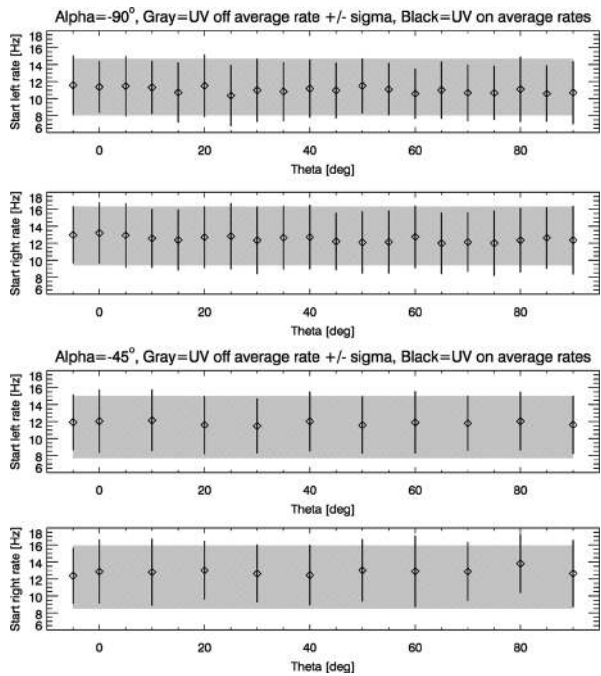 Alpha=-90°, Gray=UV off average rate +/- sigma, Black=UV on average rates
Start left rate [Hz]
18
16
14
12
10
8
6
0 20 40 60 80
Theta [deg]
Start right rate [Hz]
18
16
14
12
10
8
6
0 20 40 60 80
Theta [deg]
Alpha=-45°, Gray=UV off average rate +/- sigma, Black=UV on average rates
Start left rate [Hz]
18
16
14
12
10
8
6
0 20 40 60 80
Theta [deg]
Start right rate [Hz]
18
16
14
12
10
8
6
0 20 40 60 80
Theta [deg]